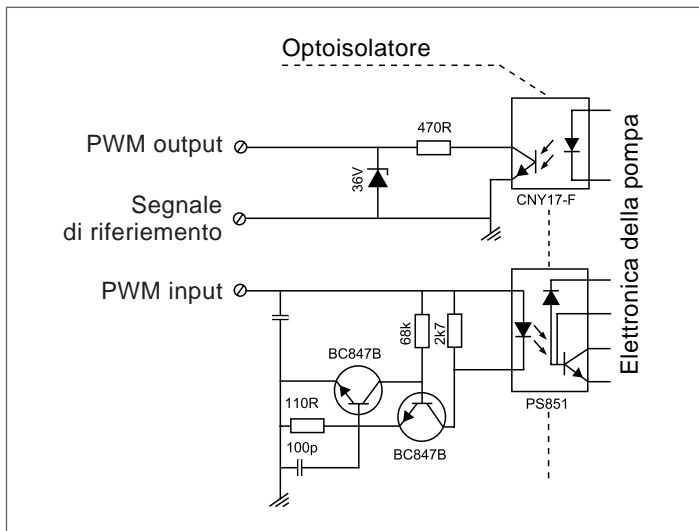 Optoisolatore
470R
PWM output
36V
CNY17-F
Segnale
di riferiemento
Elettronica della pompa
PWM input
68k
2k7
BC847B
110R
PS851
100p
BC847B